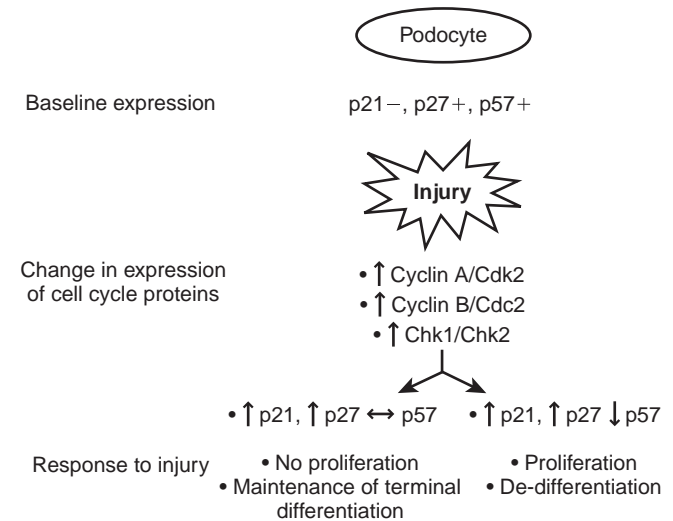 Podocyte
Baseline expression p21−, p27+, p57+
Injury
Change in expression
of cell cycle proteins
• ↑ Cyclin A/Cdk2
• ↑ Cyclin B/Cdc2
• ↑ Chk1/Chk2
• ↑ p21, ↑ p27 ↔ p57
• ↑ p21, ↑ p27 ↓ p57
Response to injury
• No proliferation
• Maintenance of terminal
differentiation
• Proliferation
• De-differentiation